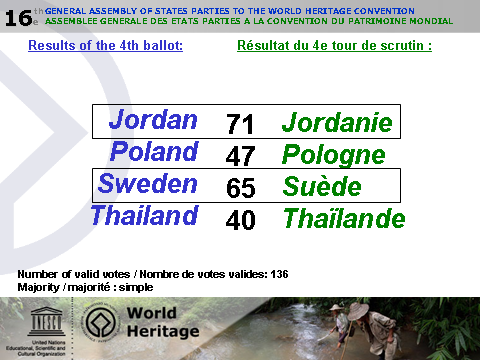 16th GENERAL ASSEMBLY OF STATES PARTIES TO THE WORLD HERITAGE CONVENTION
16e ASSEMBLEE GENERALE DES ETATS PARTIES A LA CONVENTION DU PATRIMOINE MONDIAL
Results of the 4th ballot: Résultat du 4e tour de scrutin :
Jordan 71 Jordanie
Poland 47 Pologne
Sweden 65 Suède
Thailand 40 Thaïlande
Number of valid votes / Nombre de votes valides: 136
Majority / majorité : simple
UNESCO
United Nations
Educational, Scientific and
Cultural Organization
World
Heritage